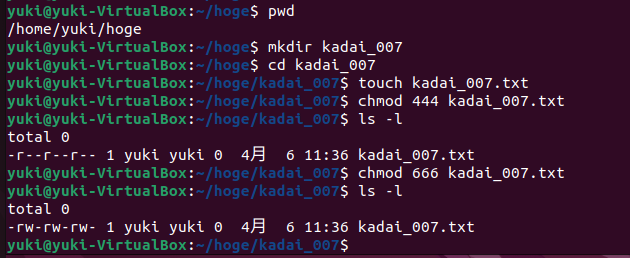 yuki@yuki-VirtualBox:~/hoge$ pwd
/home/yuki/hoge
yuki@yuki-VirtualBox:~/hoge$ mkdir kadai_007
yuki@yuki-VirtualBox:~/hoge$ cd kadai_007
yuki@yuki-VirtualBox:~/hoge/kadai_007$ touch kadai_007.txt
yuki@yuki-VirtualBox:~/hoge/kadai_007$ chmod 444 kadai_007.txt
yuki@yuki-VirtualBox:~/hoge/kadai_007$ ls -l
total 0
-r--r--r-- 1 yuki yuki 0  4月  6 11:36 kadai_007.txt
yuki@yuki-VirtualBox:~/hoge/kadai_007$ chmod 666 kadai_007.txt
yuki@yuki-VirtualBox:~/hoge/kadai_007$ ls -l
total 0
-rw-rw-rw- 1 yuki yuki 0  4月  6 11:36 kadai_007.txt
yuki@yuki-VirtualBox:~/hoge/kadai_007$